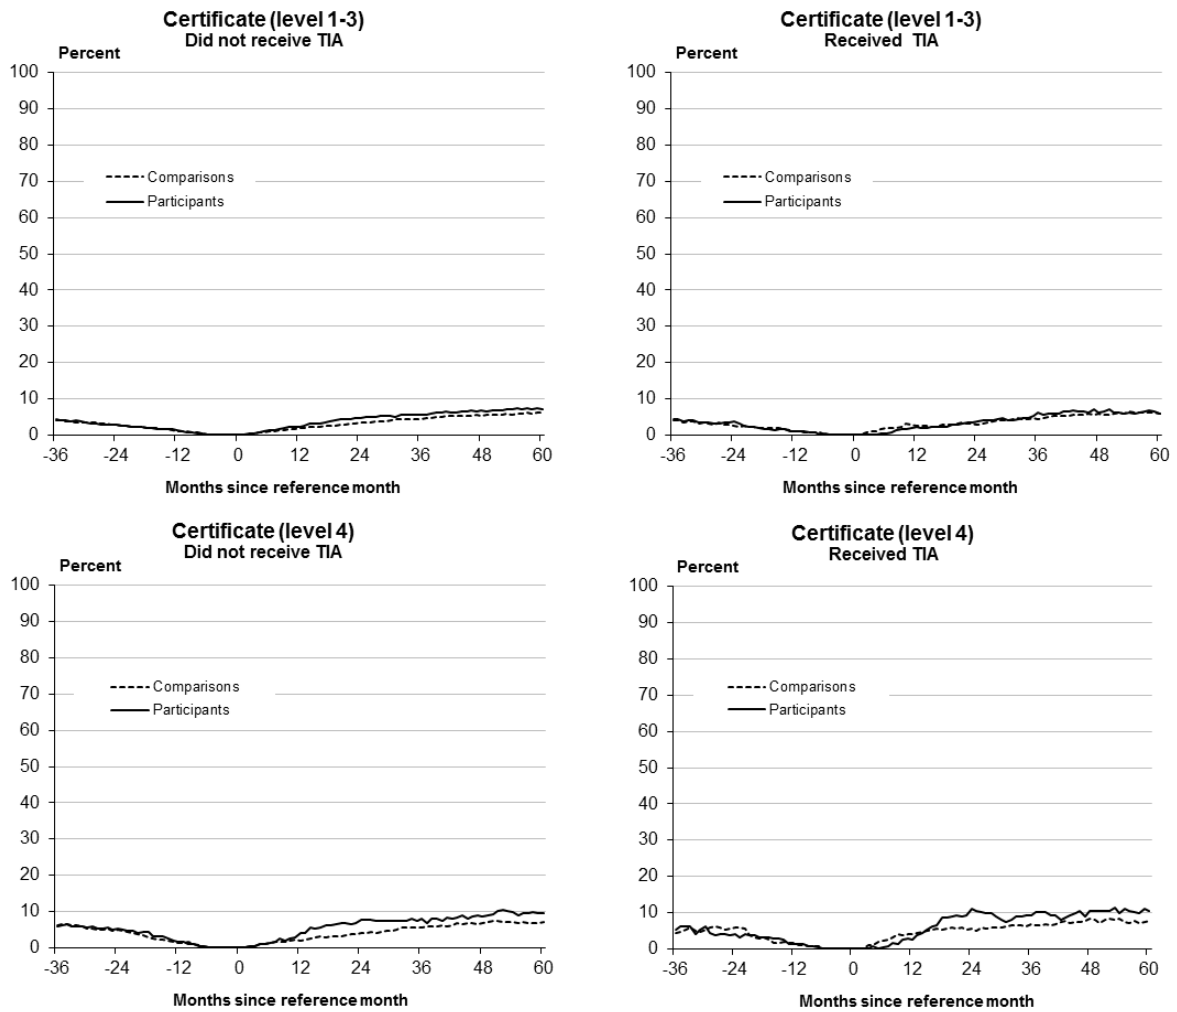 Certificate (level 1-3)
Did not receive TIA
Percent
100
90
80
70
60
50
40
30
20
10
0
Comparisons
Participants
-36 -24 -12 0 12 24 36 48 60
Months since reference month
Certificate (level 1-3)
Received TIA
Percent
100
90
80
70
60
50
40
30
20
10
0
Comparisons
Participants
-36 -24 -12 0 12 24 36 48 60
Months since reference month
Certificate (level 4)
Did not receive TIA
Percent
100
90
80
70
60
50
40
30
20
10
0
Comparisons
Participants
-36 -24 -12 0 12 24 36 48 60
Months since reference month
Certificate (level 4)
Received TIA
Percent
100
90
80
70
60
50
40
30
20
10
0
Comparisons
Participants
-36 -24 -12 0 12 24 36 48 60
Months since reference month